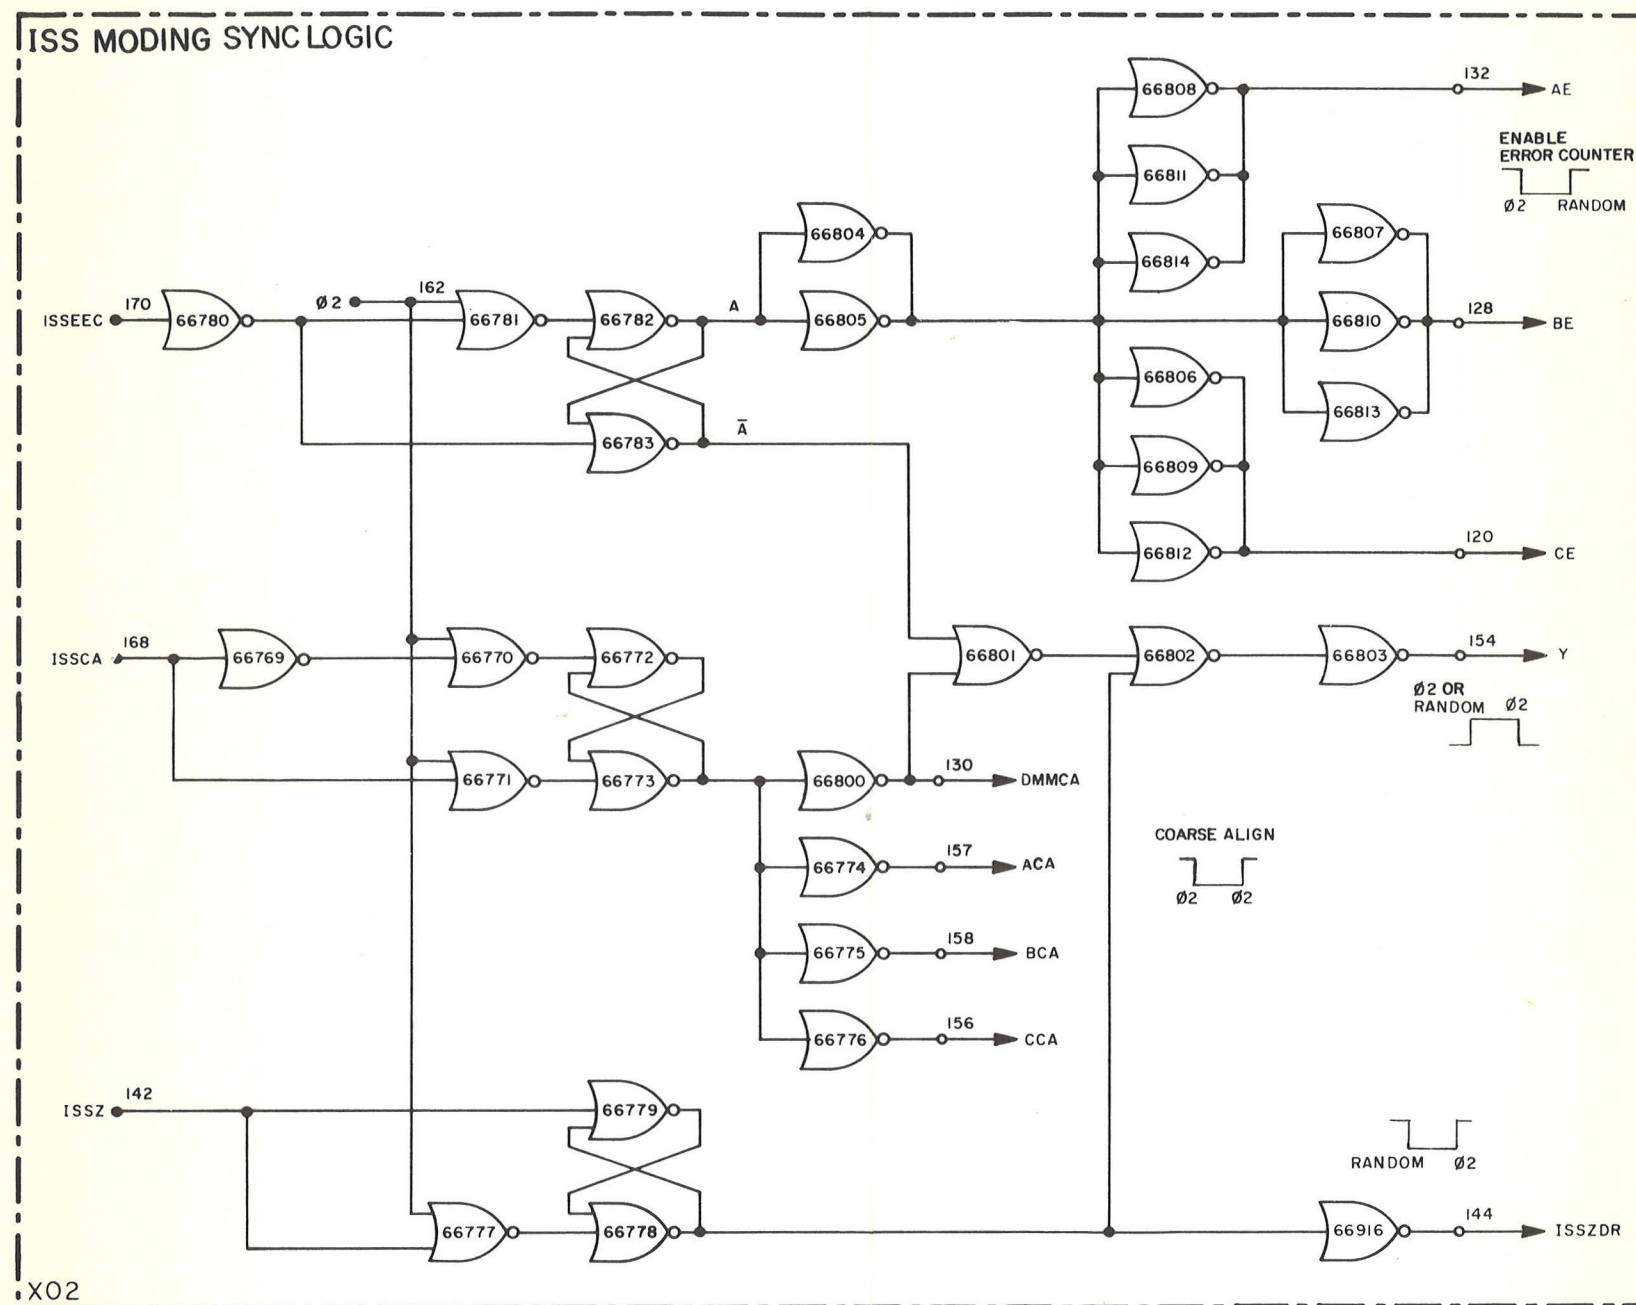 ISS MODING SYNC LOGIC
132
66808
AE
ENABLE
ERROR COUNTER
66811
Ø2 RANDOM
66804
66807
66814
162
Ø2
170
A
128
ISSEEC
66780
66781
66782
66805
66810
BE
66806
66813
A̅
66783
66809
120
66812
CE
168
154
ISSCA
66769
66770
66772
66801
66802
66803
Y
Ø2 OR
RANDOM Ø2
130
66771
66773
66800
DMMCA
COARSE ALIGN
157
66774
ACA
Ø2 Ø2
158
66775
BCA
156
66776
CCA
142
ISSZ
66779
RANDOM Ø2
144
66777
66778
66916
ISSZDR
X02